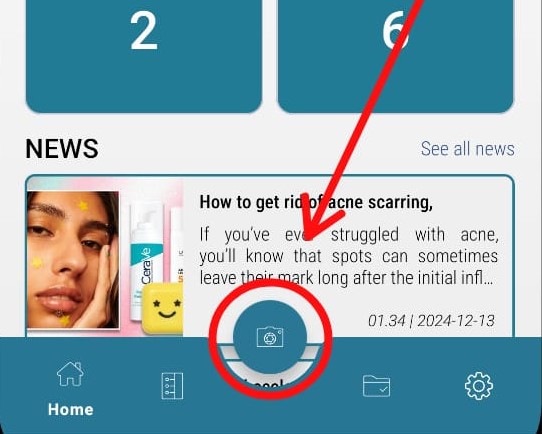 2 6
NEWS See all news
How to get rid of acne scarring,
If you've ever struggled with acne,
you'll know that spots can sometimes
leave their mark long after the initial infl...
CeraVe
01.34 | 2024-12-13
Home